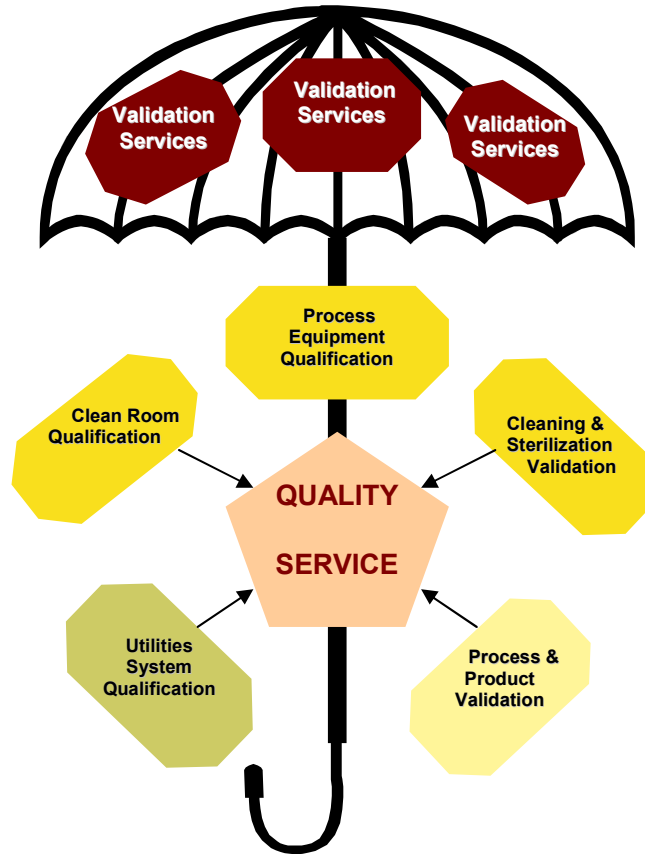 Validation
Services
Validation
Services
Validation
Services
Process
Equipment
Qualification
Clean Room
Qualification
Cleaning &
Sterilization
Validation
QUALITY
SERVICE
Utilities
System
Qualification
Process &
Product
Validation